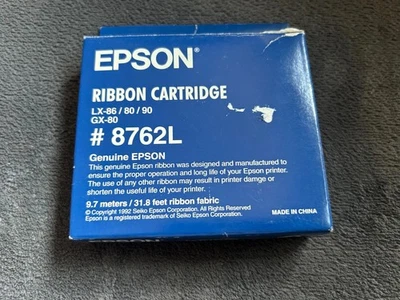 EPSON®
RIBBON CARTRIDGE
LX-86 / 80 / 90
GX-80
# 8762L
Genuine EPSON
This genuine Epson ribbon was designed and manufactured to
ensure the proper operation and long life of your Epson printer.
The use of any other ribbon may result in printer damge or
shorten the useful life of your Printer.
9.7 meters / 31.8 feet ribbon fabric
© Copyright 1992 Seiko Epson Corporation. All Rights Reserved.
Epson is a registered trademark of Seiko Epson Corporation.
MADE IN CHINA